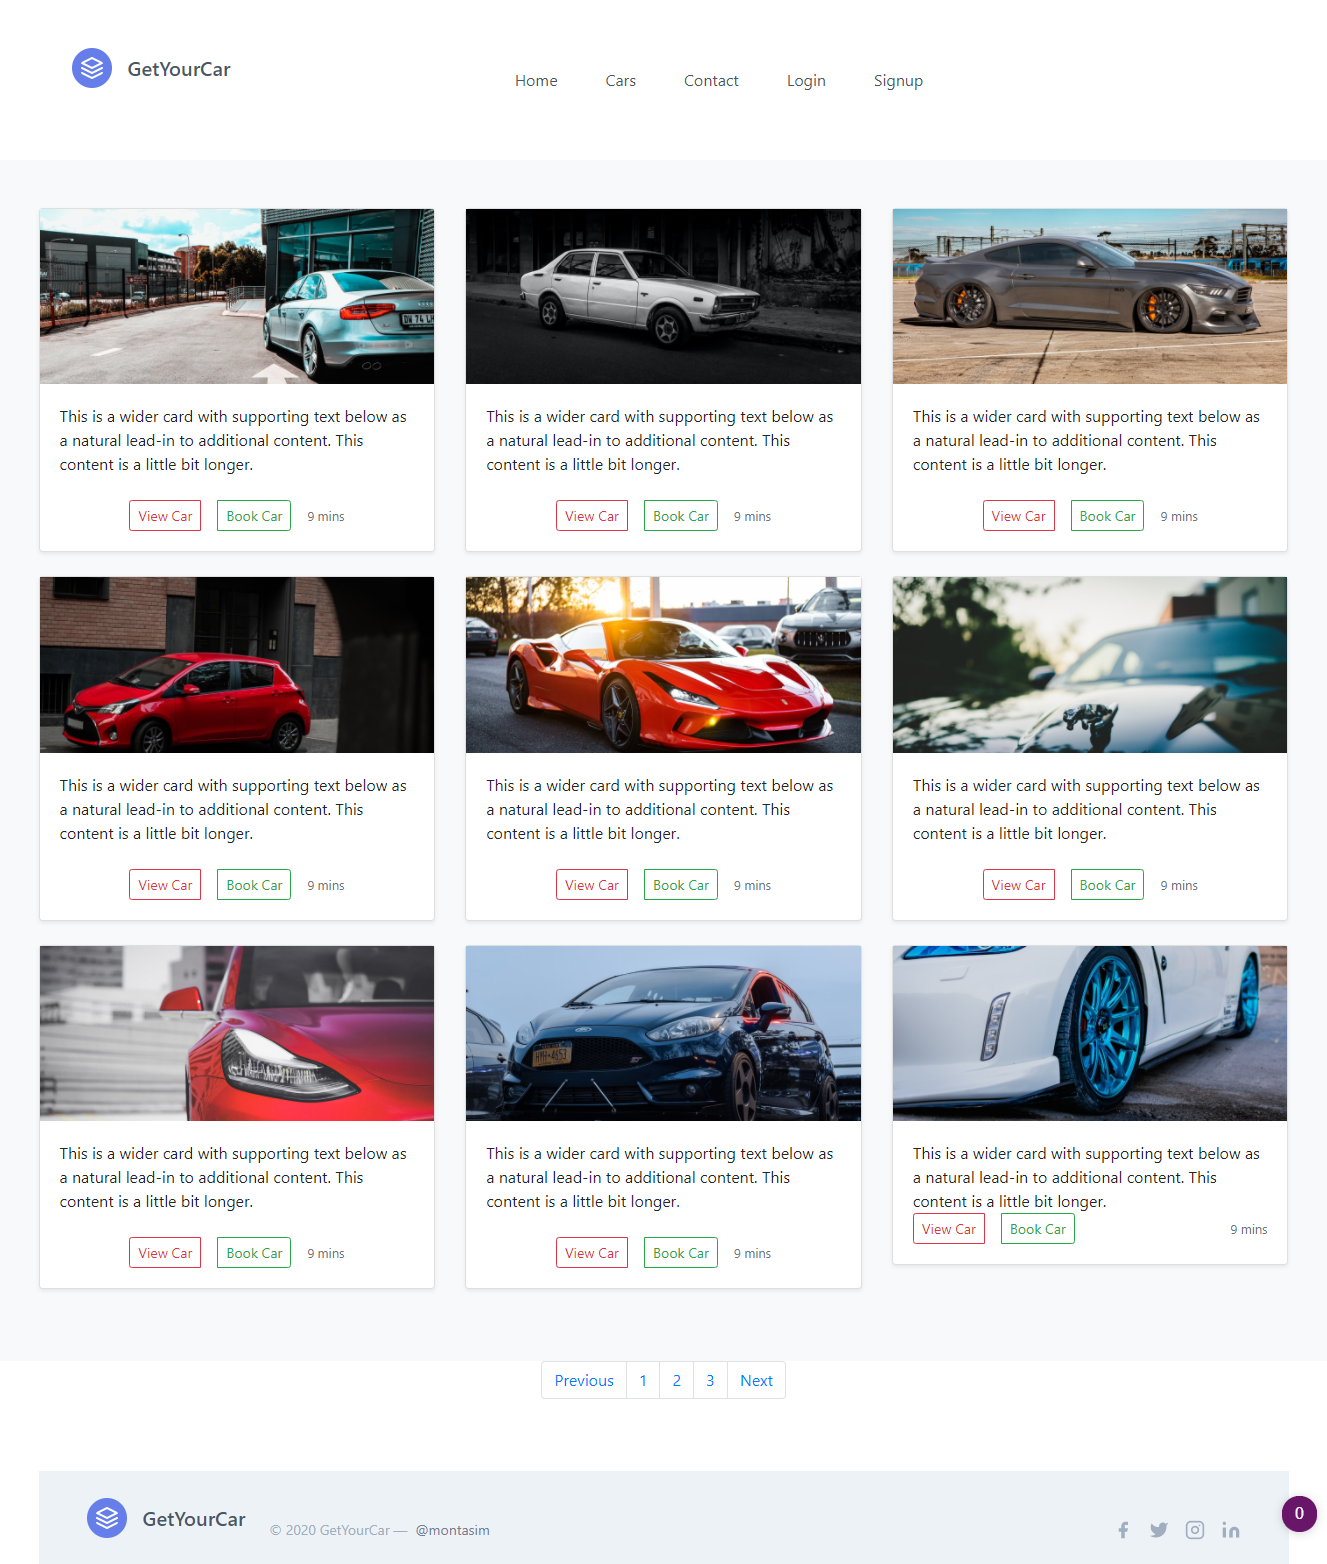 GetYourCar
Home Cars Contact Login Signup
This is a wider card with supporting text below as
a natural lead-in to additional content. This
content is a little bit longer.
View Car Book Car 9 mins
This is a wider card with supporting text below as
a natural lead-in to additional content. This
content is a little bit longer.
View Car Book Car 9 mins
This is a wider card with supporting text below as
a natural lead-in to additional content. This
content is a little bit longer.
View Car Book Car 9 mins
This is a wider card with supporting text below as
a natural lead-in to additional content. This
content is a little bit longer.
View Car Book Car 9 mins
This is a wider card with supporting text below as
a natural lead-in to additional content. This
content is a little bit longer.
View Car Book Car 9 mins
This is a wider card with supporting text below as
a natural lead-in to additional content. This
content is a little bit longer.
View Car Book Car 9 mins
This is a wider card with supporting text below as
a natural lead-in to additional content. This
content is a little bit longer.
View Car Book Car 9 mins
This is a wider card with supporting text below as
a natural lead-in to additional content. This
content is a little bit longer.
View Car Book Car 9 mins
This is a wider card with supporting text below as
a natural lead-in to additional content. This
content is a little bit longer.
View Car Book Car 9 mins
Previous 1 2 3 Next
GetYourCar © 2020 GetYourCar — @montasim
0